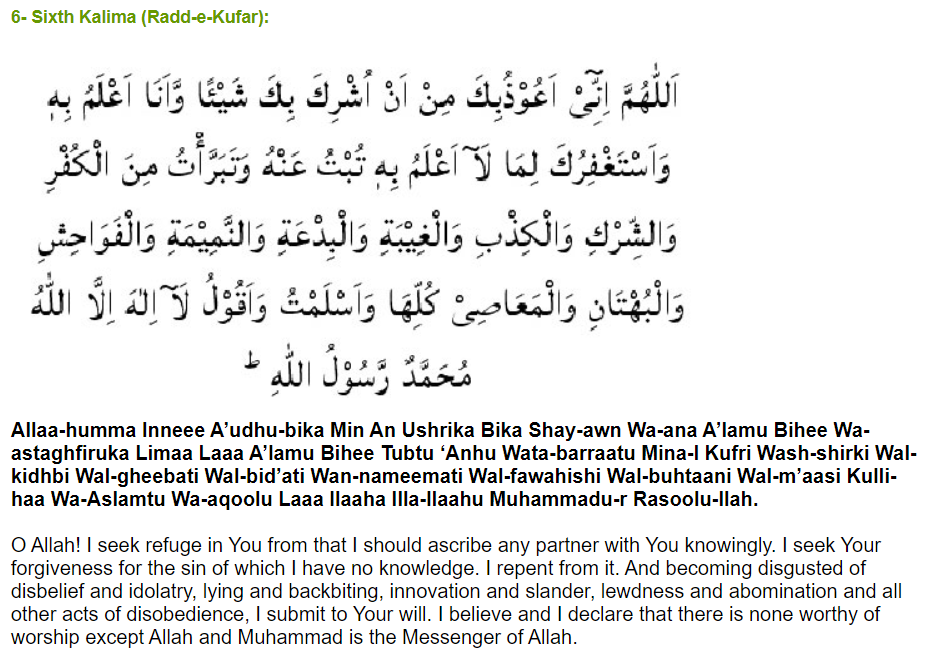 6- Sixth Kalima (Radd-e-Kufar):
اَللّٰهُمَّ اِنِّیْٓ اَعُوْذُبِكَ مِنْ اَنْ اُشْرِكَ بِكَ شَیْئًا وَّاَنَا اَعْلَمُ بِهٖ
وَاَسْتَغْفِرُكَ لِمَا لَآ اَعْلَمُ بِهٖ تُبْتُ عَنْهُ وَتَبَرَّأْتُ مِنَ الْكُفْرِ
وَالشِّرْكِ وَالْكِذْبِ وَالْغِیْبَةِ وَالْبِدْعَةِ وَالنَّمِیْمَةِ وَالْفَوَاحِشِ
وَالْبُهْتَانِ وَالْمَعَاصِیْ كُلِّهَا وَاَسْلَمْتُ وَاَقُوْلُ لَآ اِلٰهَ اِلَّا اللّٰهُ
مُحَمَّدٌ رَّسُوْلُ اللّٰهِ ؕ
Allaa-humma Inneee A’udhu-bika Min An Ushrika Bika Shay-awn Wa-ana A’lamu Bihee Wa-
astaghfiruka Limaa Laaa A’lamu Bihee Tubtu ‘Anhu Wata-barraatu Mina-l Kufri Wash-shirki Wal-
kidhbi Wal-gheebati Wal-bid’ati Wan-nameemati Wal-fawahishi Wal-buhtaani Wal-m’aasi Kulli-
haa Wa-Aslamtu Wa-aqoolu Laaa Ilaaha Illa-llaahu Muhammadu-r Rasoolu-llah.
O Allah! I seek refuge in You from that I should ascribe any partner with You knowingly. I seek Your
forgiveness for the sin of which I have no knowledge. I repent from it. And becoming disgusted of
disbelief and idolatry, lying and backbiting, innovation and slander, lewdness and abomination and all
other acts of disobedience, I submit to Your will. I believe and I declare that there is none worthy of
worship except Allah and Muhammad is the Messenger of Allah.